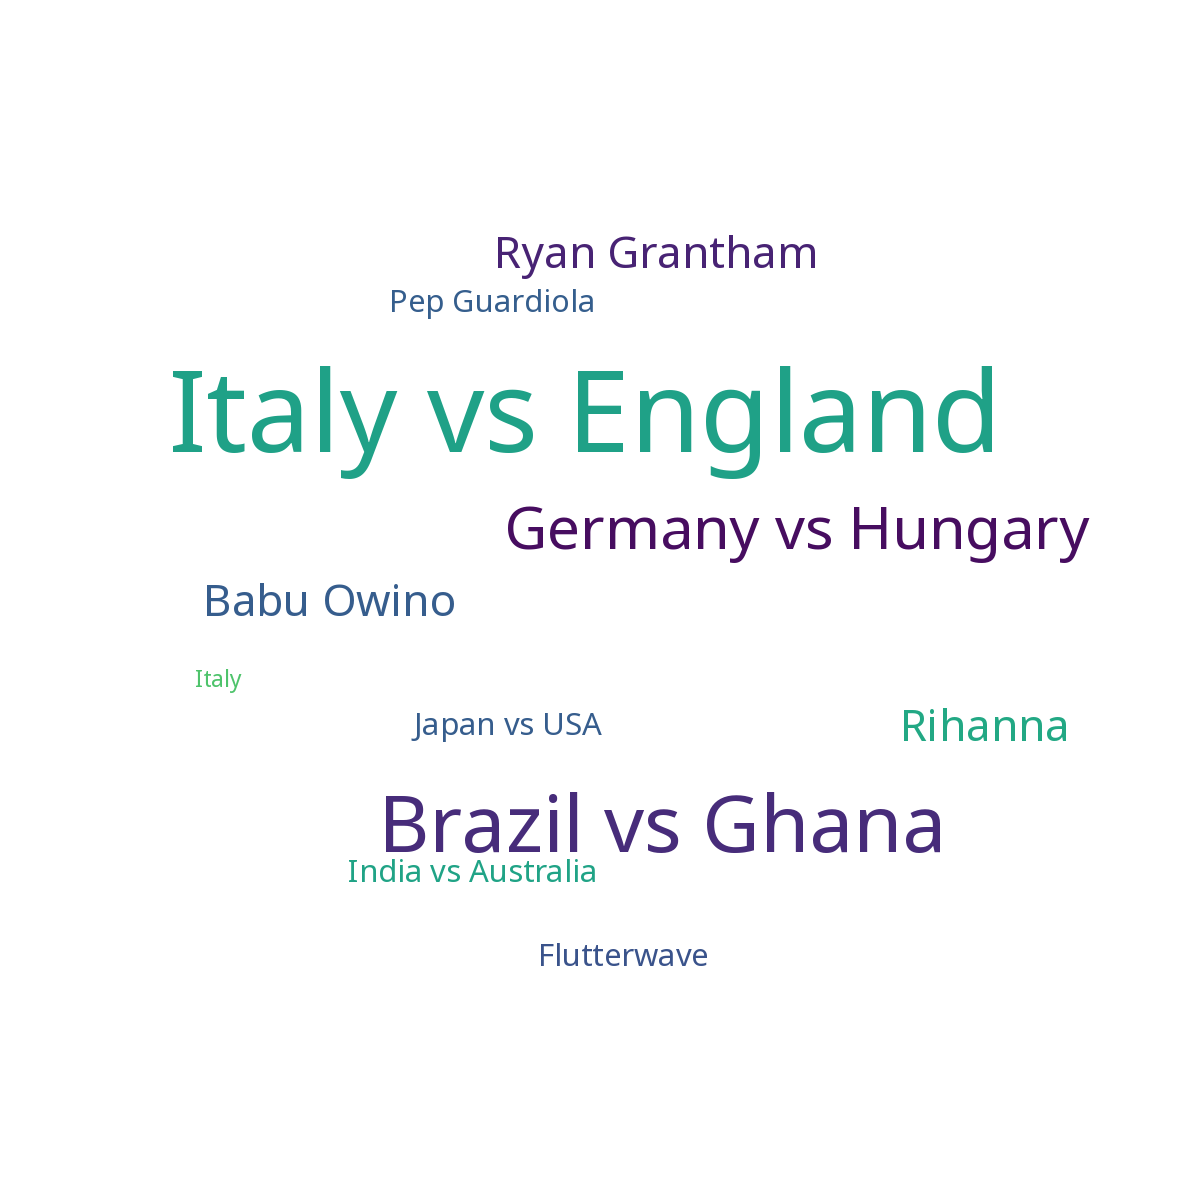 Ryan Grantham
Pep Guardiola
Italy vs England
Germany vs Hungary
Babu Owino
Italy
Japan vs USA
Rihanna
Brazil vs Ghana
India vs Australia
Flutterwave